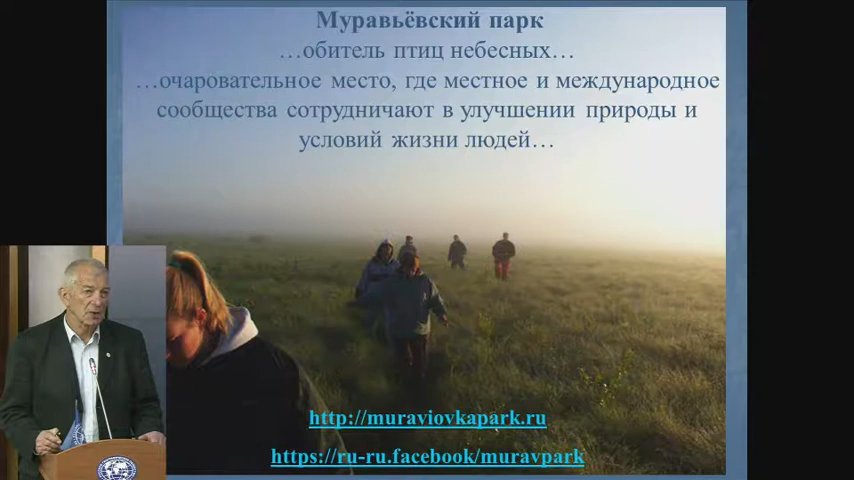 Муравьёвский парк
…обитель птиц небесных…
…очаровательное место, где местное и международное
сообщества сотрудничают в улучшении природы и
условий жизни людей…
http://muraviovkapark.ru
https://ru-ru.facebook/muravpark